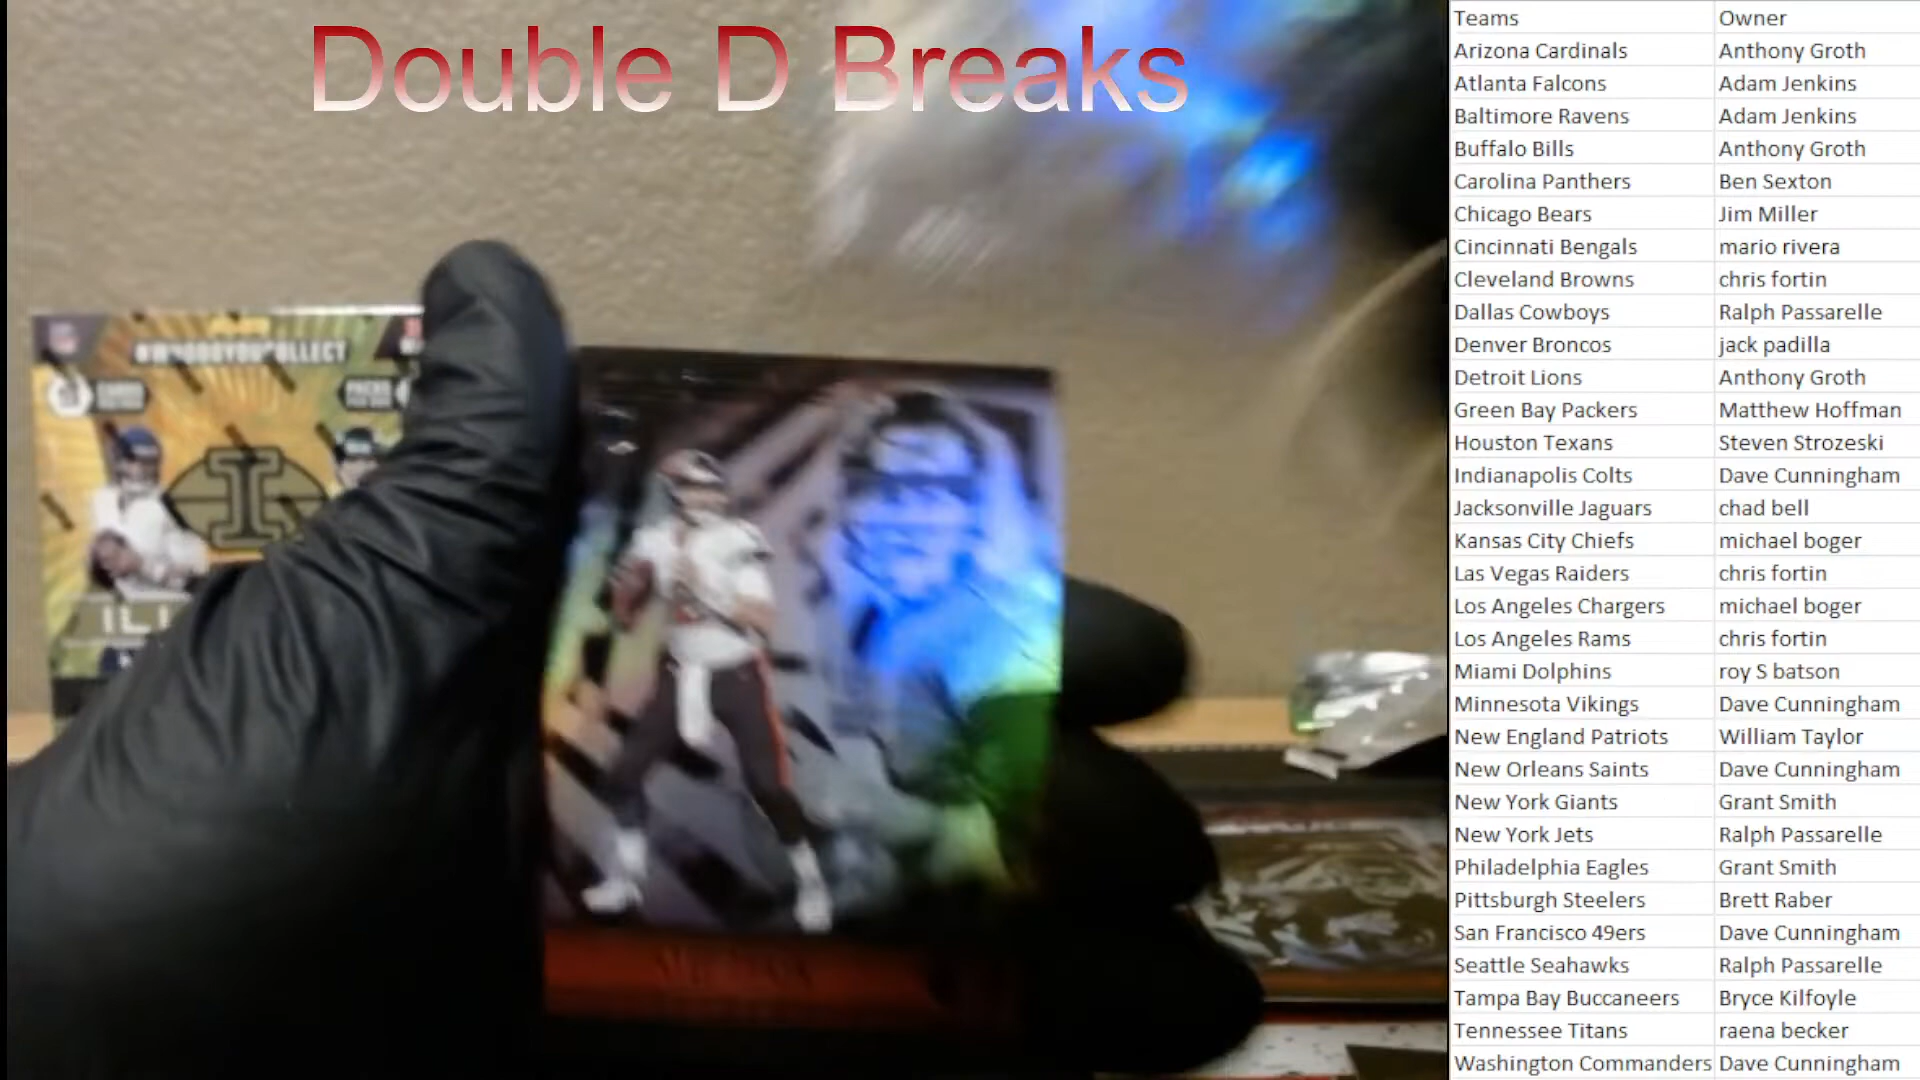 Double D Breaks
#WHODOYOUCOLLECT
CARDS
PACKS
Teams Owner
Arizona Cardinals Anthony Groth
Atlanta Falcons Adam Jenkins
Baltimore Ravens Adam Jenkins
Buffalo Bills Anthony Groth
Carolina Panthers Ben Sexton
Chicago Bears Jim Miller
Cincinnati Bengals mario rivera
Cleveland Browns chris fortin
Dallas Cowboys Ralph Passarelle
Denver Broncos jack padilla
Detroit Lions Anthony Groth
Green Bay Packers Matthew Hoffman
Houston Texans Steven Strozeski
Indianapolis Colts Dave Cunningham
Jacksonville Jaguars chad bell
Kansas City Chiefs michael boger
Las Vegas Raiders chris fortin
Los Angeles Chargers michael boger
Los Angeles Rams chris fortin
Miami Dolphins roy S batson
Minnesota Vikings Dave Cunningham
New England Patriots William Taylor
New Orleans Saints Dave Cunningham
New York Giants Grant Smith
New York Jets Ralph Passarelle
Philadelphia Eagles Grant Smith
Pittsburgh Steelers Brett Raber
San Francisco 49ers Dave Cunningham
Seattle Seahawks Ralph Passarelle
Tampa Bay Buccaneers Bryce Kilfoyle
Tennessee Titans raena becker
Washington Commanders Dave Cunningham